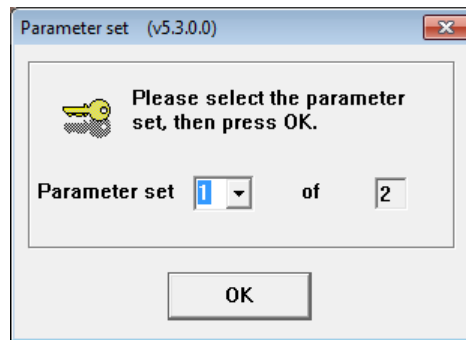 Parameter set (v5.3.0.0)
Please select the parameter
set, then press OK.
Parameter set 1 of 2
OK